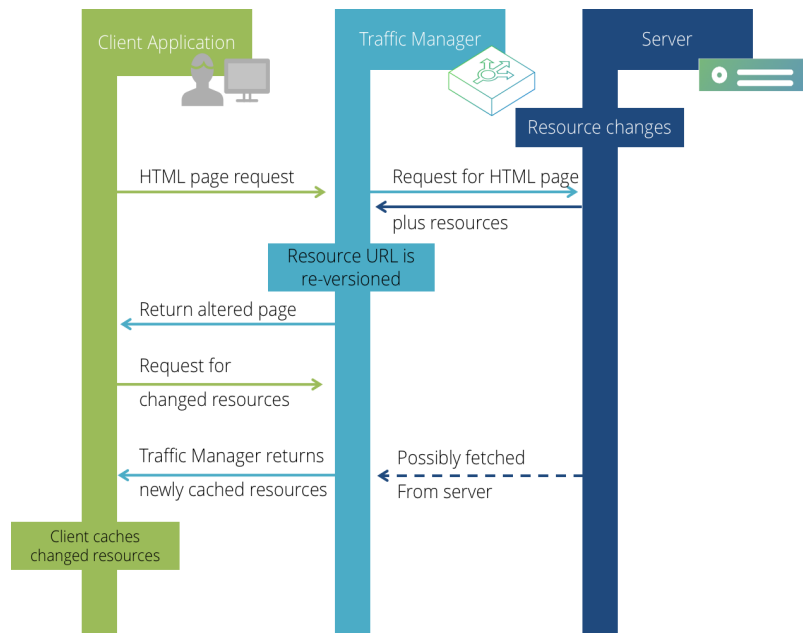 Client Application
Traffic Manager
Server
Resource changes
HTML page request
Request for HTML page
plus resources
Resource URL is
re-versioned
Return altered page
Request for
changed resources
Traffic Manager returns
newly cached resources
Possibly fetched
From server
Client caches
changed resources